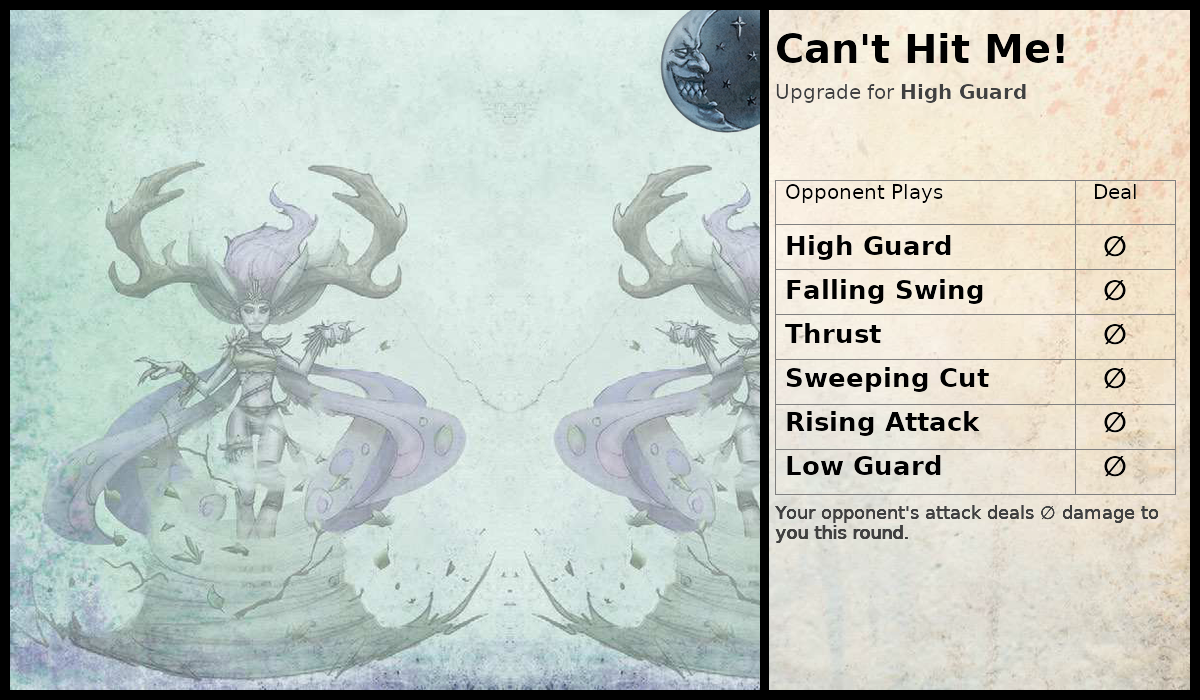 Can't Hit Me!
Upgrade for High Guard
Opponent Plays Deal
High Guard ∅
Falling Swing ∅
Thrust ∅
Sweeping Cut ∅
Rising Attack ∅
Low Guard ∅
Your opponent's attack deals ∅ damage to
you this round.